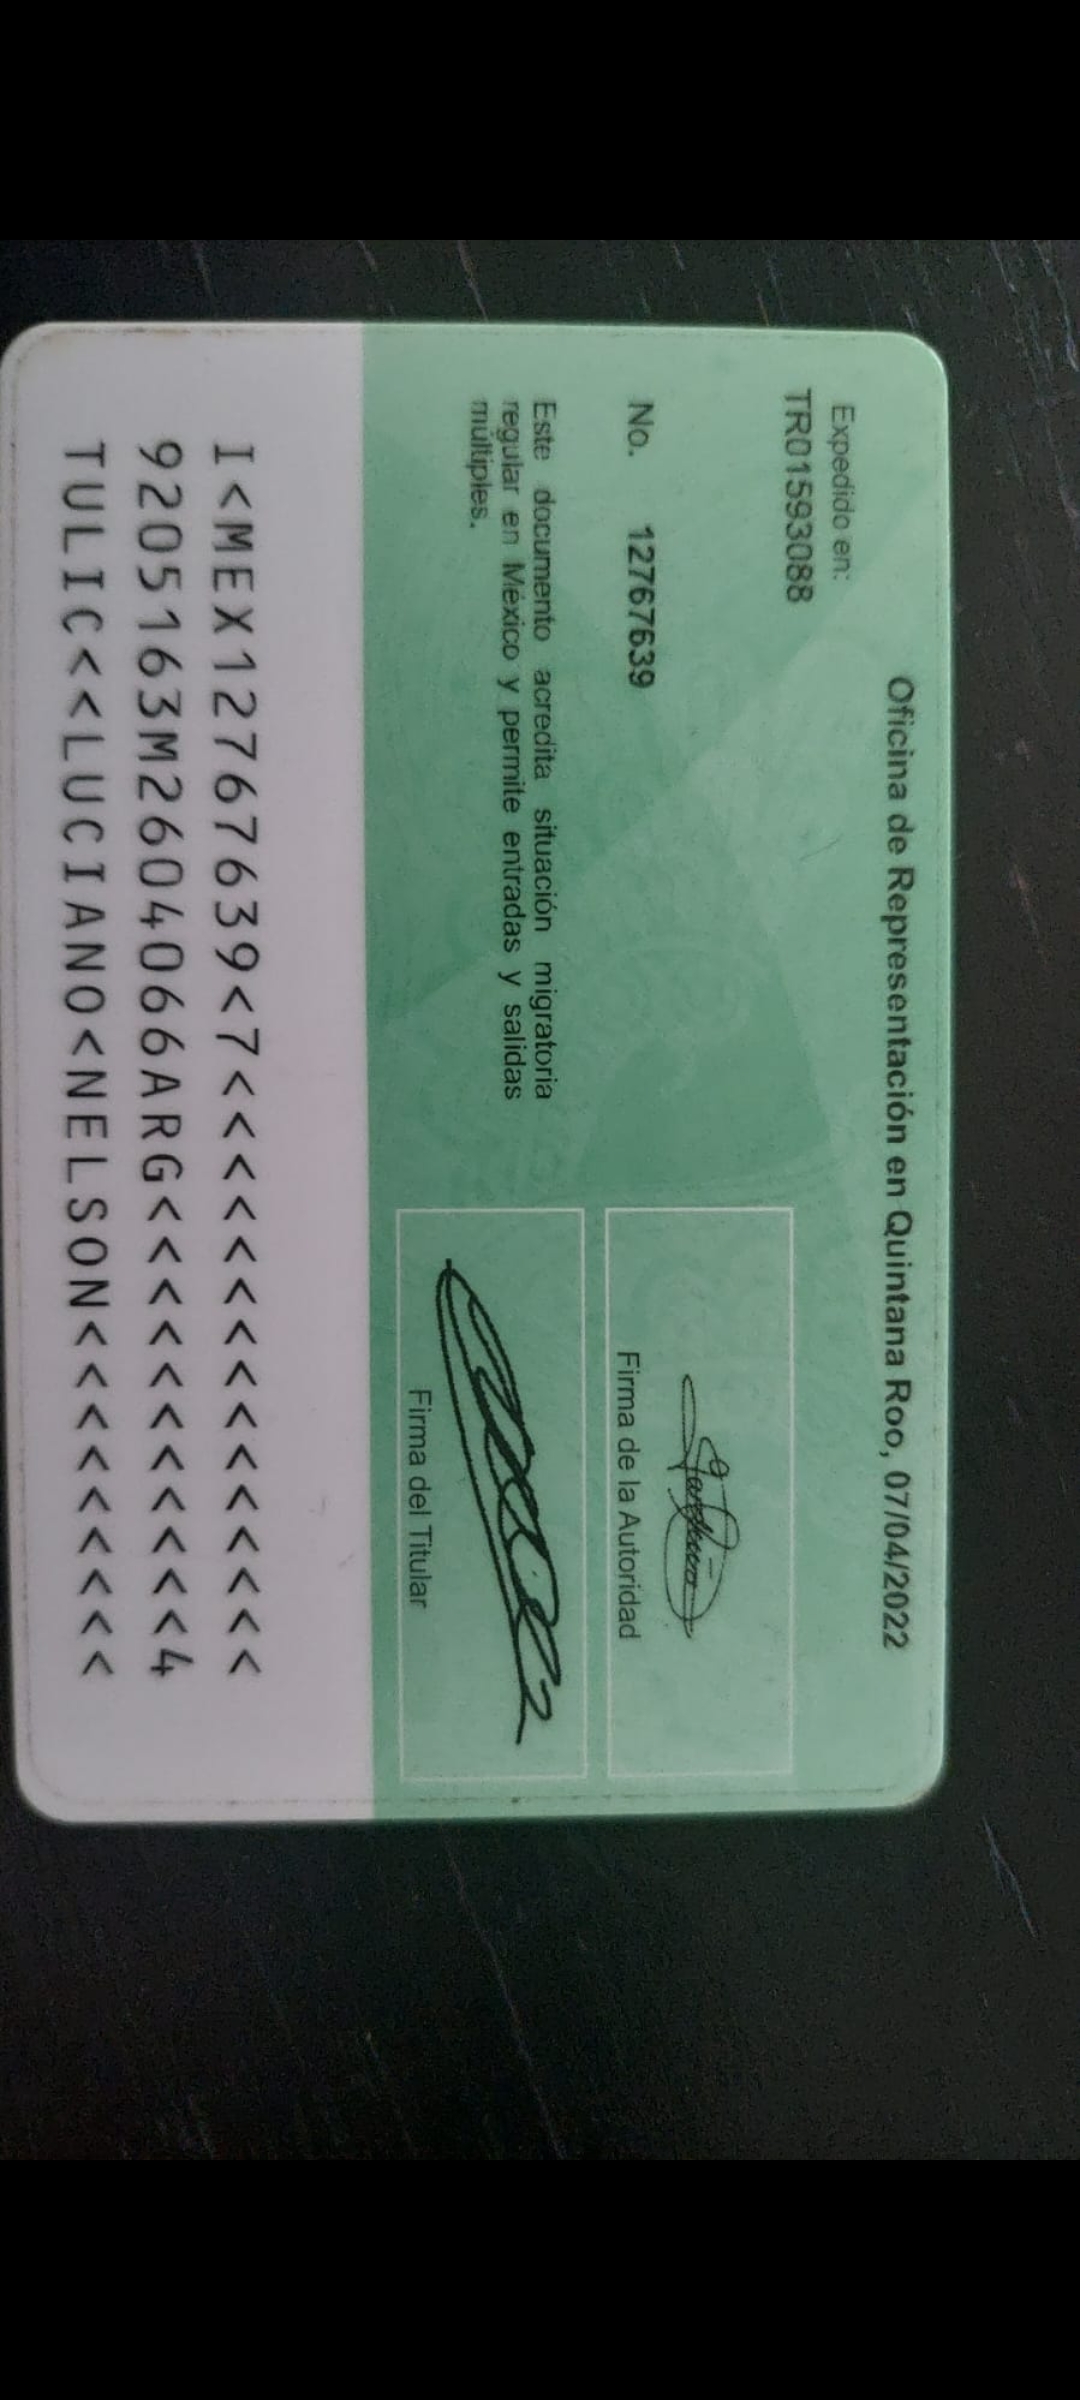 Oficina de Representación en Quintana Roo, 07/04/2022
Expedido en:
TR01593088
No. 12767639
Este documento acredita situación migratoria
regular en México y permite entradas y salidas
múltiples.
Firma de la Autoridad
Firma del Titular
I<MEX12767639<7<<<<<<<<<<<<<<<
9205163M2604066ARG<<<<<<<<<<<4
TULIC<<LUCIANO<NELSON<<<<<<<<<